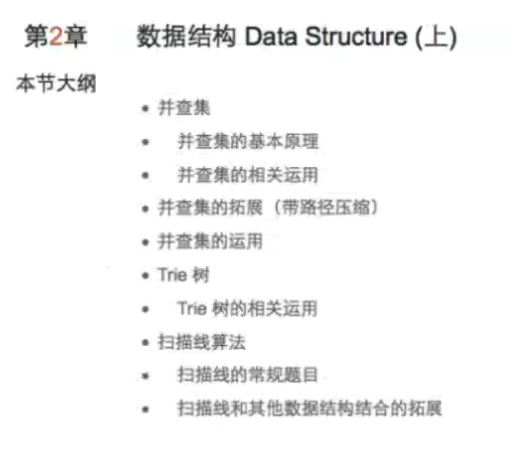 第2章 数据结构 Data Structure (上)
本节大纲
• 并查集
• 并查集的基本原理
• 并查集的相关运用
• 并查集的拓展（带路径压缩）
• 并查集的运用
• Trie 树
• Trie 树的相关运用
• 扫描线算法
• 扫描线的常规题目
• 扫描线和其他数据结构结合的拓展